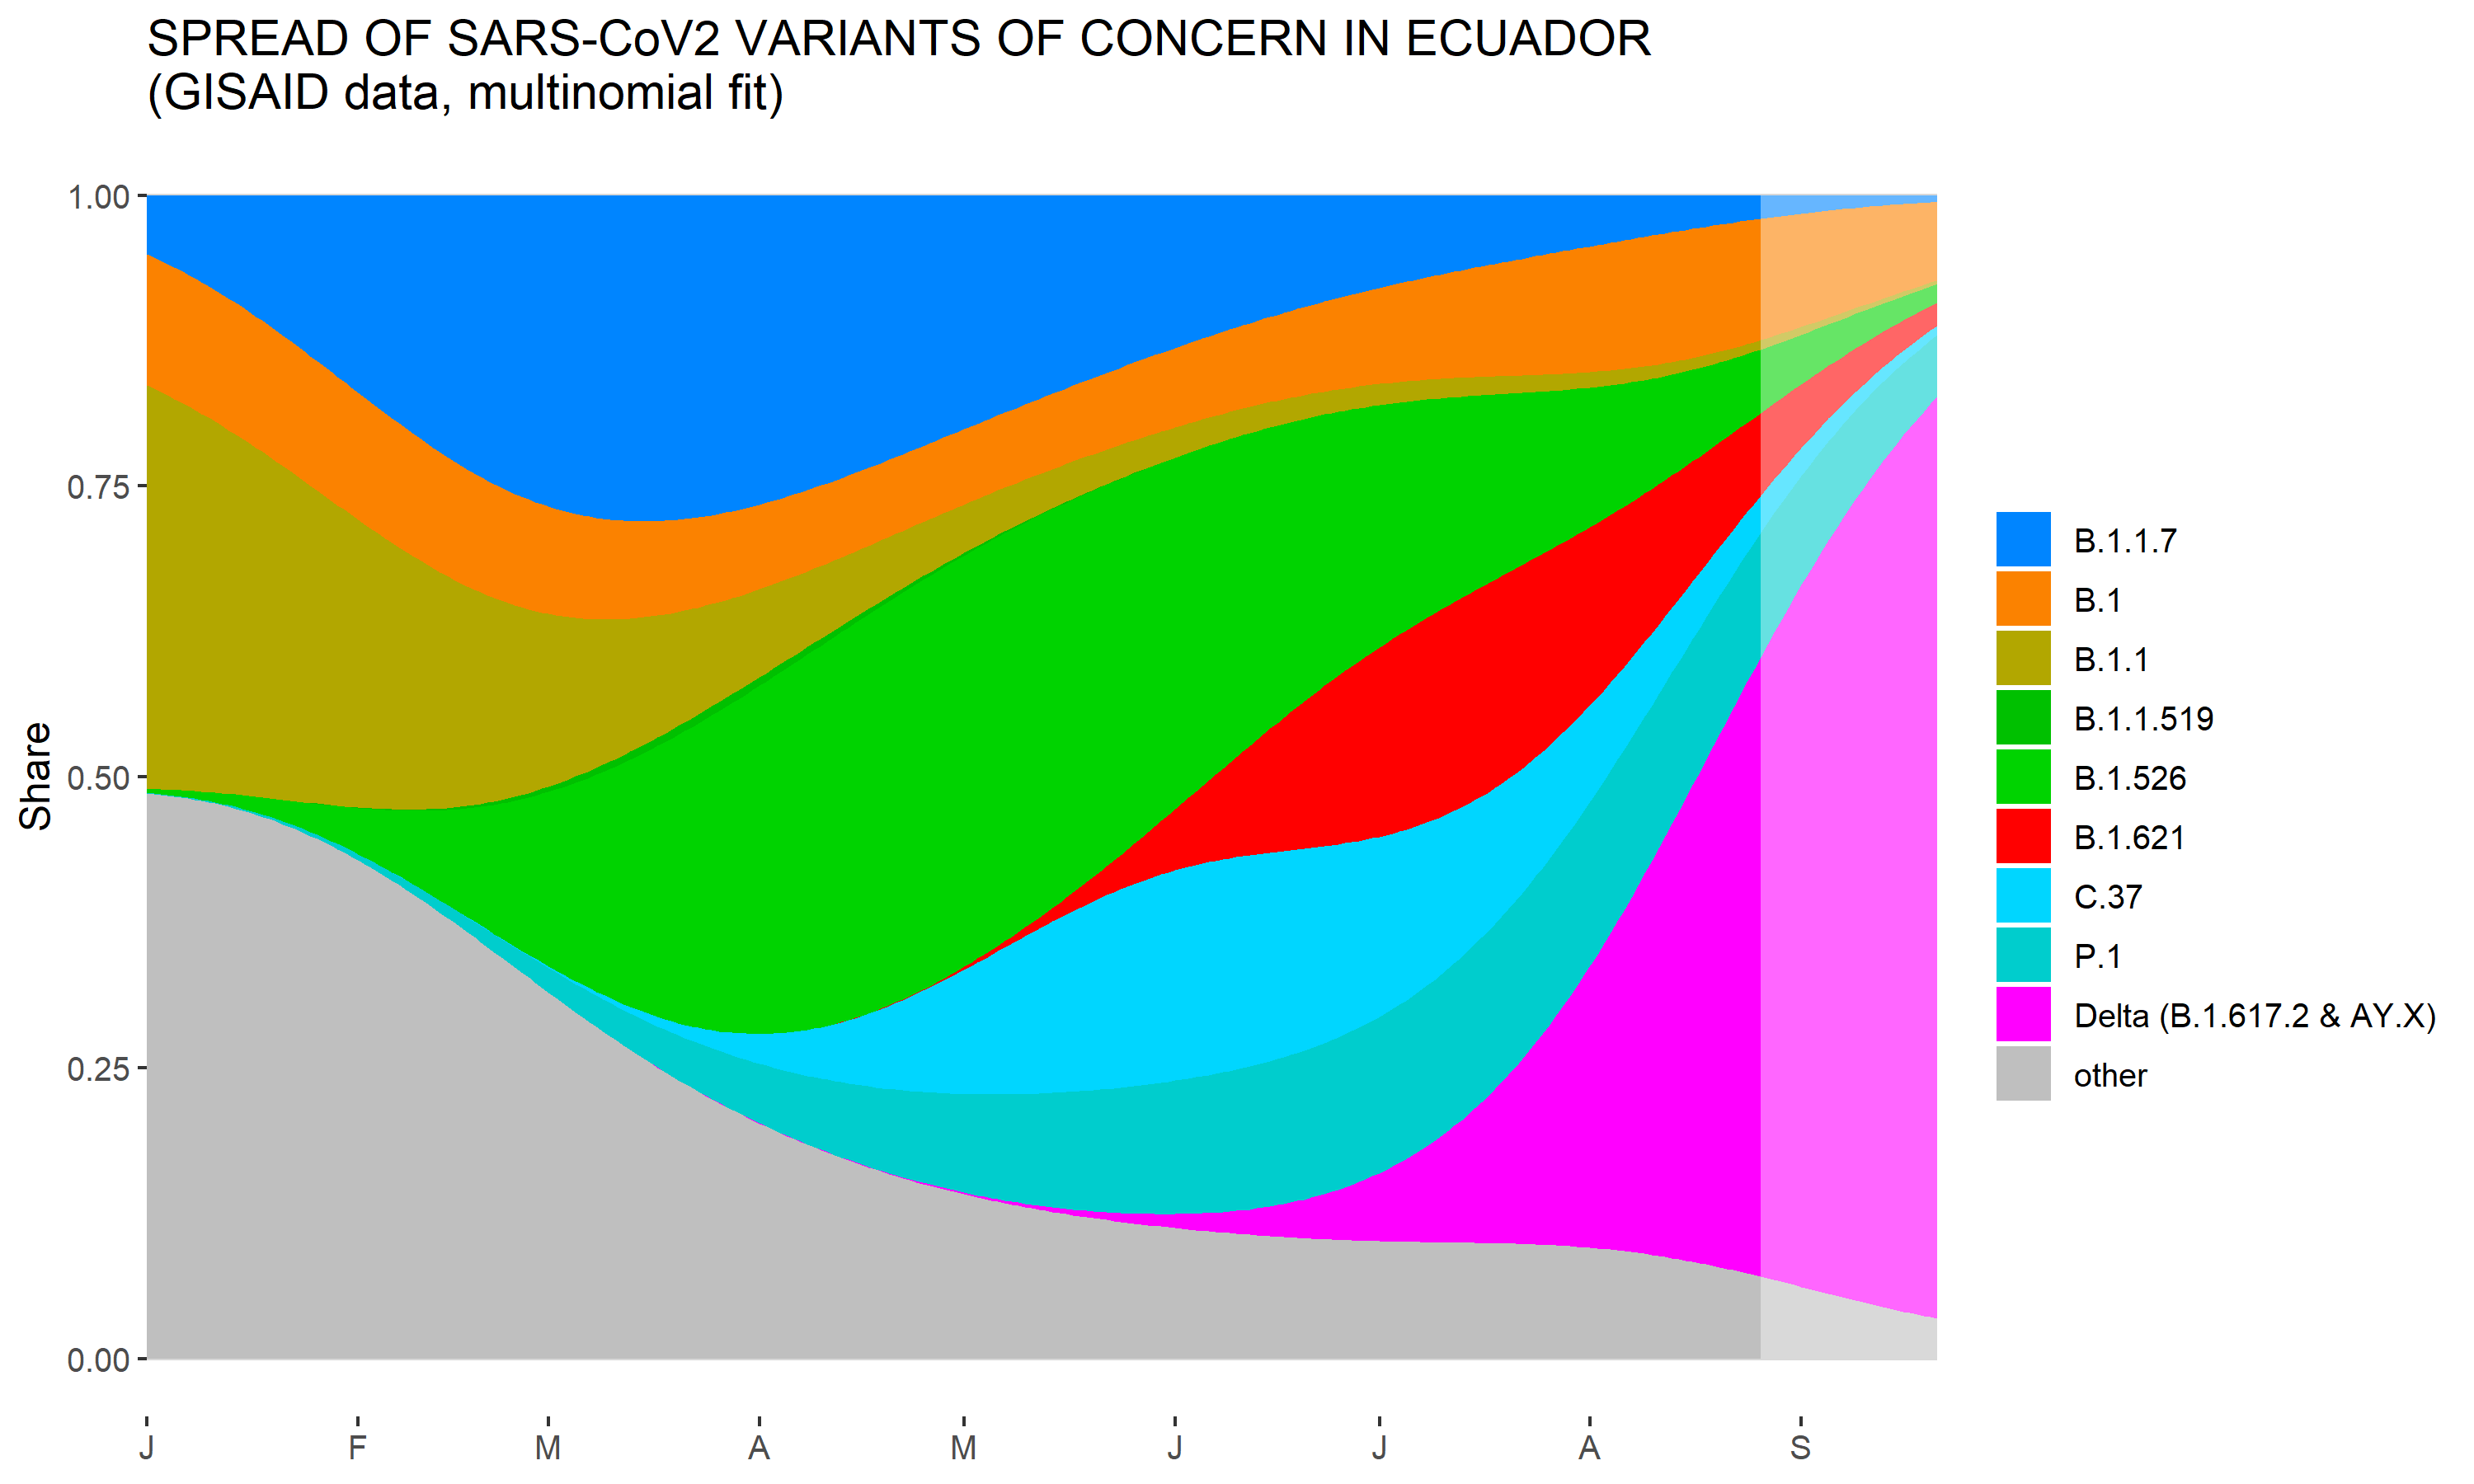 SPREAD OF SARS-CoV2 VARIANTS OF CONCERN IN ECUADOR
(GISAID data, multinomial fit)
1.00
0.75
0.50
0.25
0.00
Share
J F M A M J J A S
B.1.1.7
B.1
B.1.1
B.1.1.519
B.1.526
B.1.621
C.37
P.1
Delta (B.1.617.2 & AY.X)
other